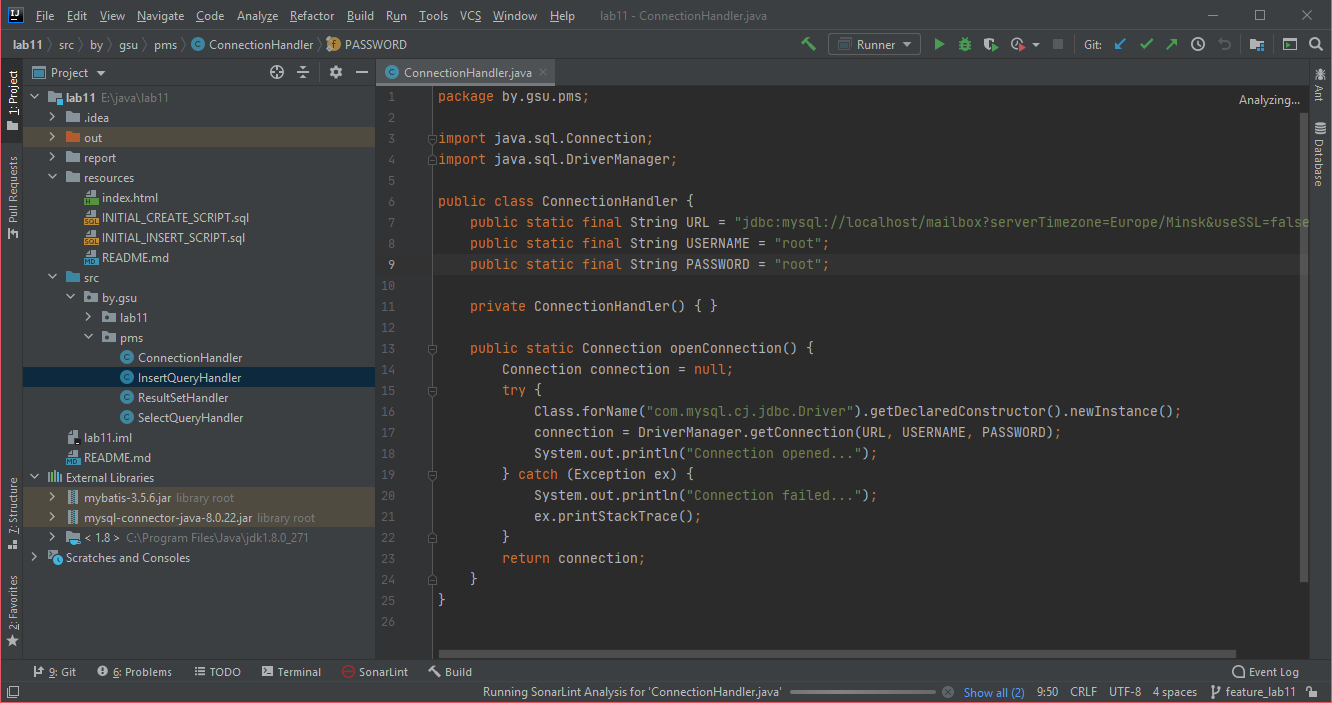 File Edit View Navigate Code Analyze Refactor Build Run Tools VCS Window Help lab11 - ConnectionHandler.java
lab11 src by gsu pms ConnectionHandler PASSWORD Runner Git:
1: Project
Pull Requests
7: Structure
2: Favorites
Project
lab11 E:\java\lab11
.idea
out
report
resources
index.html
INITIAL_CREATE_SCRIPT.sql
INITIAL_INSERT_SCRIPT.sql
README.md
src
by.gsu
lab11
pms
ConnectionHandler
InsertQueryHandler
ResultSetHandler
SelectQueryHandler
lab11.iml
README.md
External Libraries
mybatis-3.5.6.jar library root
mysql-connector-java-8.0.22.jar library root
< 1.8 > C:\Program Files\Java\jdk1.8.0_271
Scratches and Consoles
ConnectionHandler.java
Analyzing...
1 package by.gsu.pms;
2
3 import java.sql.Connection;
4 import java.sql.DriverManager;
5
6 public class ConnectionHandler {
7 public static final String URL = "jdbc:mysql://localhost/mailbox?serverTimezone=Europe/Minsk&useSSL=false
8 public static final String USERNAME = "root";
9 public static final String PASSWORD = "root";
10
11 private ConnectionHandler() { }
12
13 public static Connection openConnection() {
14 Connection connection = null;
15 try {
16 Class.forName("com.mysql.cj.jdbc.Driver").getDeclaredConstructor().newInstance();
17 connection = DriverManager.getConnection(URL, USERNAME, PASSWORD);
18 System.out.println("Connection opened...");
19 } catch (Exception ex) {
20 System.out.println("Connection failed...");
21 ex.printStackTrace();
22 }
23 return connection;
24 }
25 }
26
Ant
Database
9: Git 6: Problems TODO Terminal SonarLint Build Event Log
Running SonarLint Analysis for 'ConnectionHandler.java' Show all (2) 9:50 CRLF UTF-8 4 spaces feature_lab11